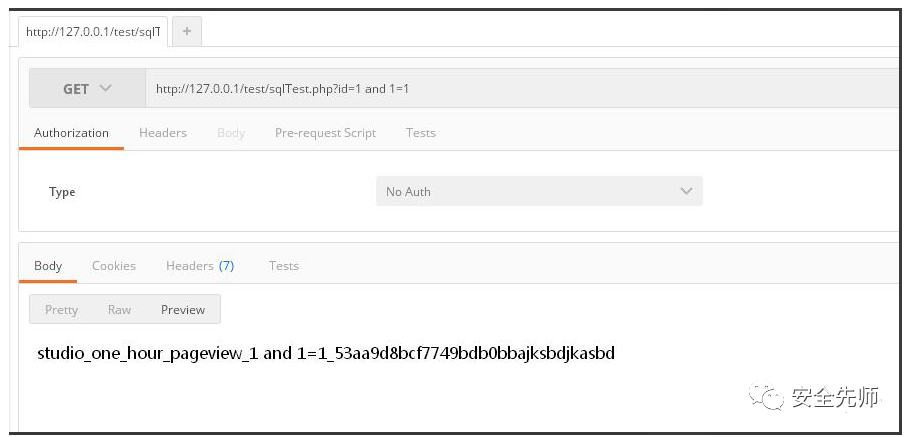 http://127.0.0.1/test/sqlT
+
GET http://127.0.0.1/test/sqlTest.php?id=1 and 1=1
Authorization Headers Body Pre-request Script Tests
Type No Auth
Body Cookies Headers (7) Tests
Pretty Raw Preview
studio_one_hour_pageview_1 and 1=1_53aa9d8bcf7749bdb0bbajksbdjkasbd
安全先师